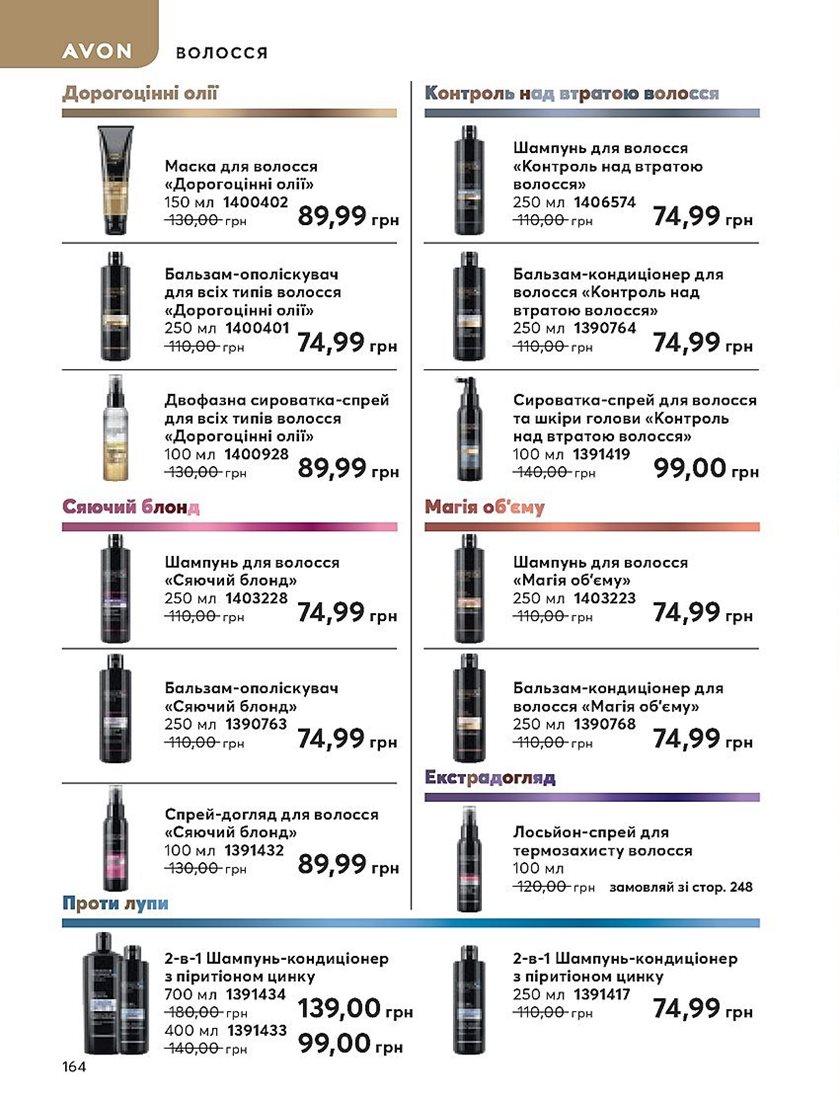 AVON
ВОЛОССЯ
Дорогоцінні олії
Маска для волосся
«Дорогоцінні олії»
150 мл 1400402
130,00 грн 89,99 грн
Бальзам-ополіскувач
для всіх типів волосся
«Дорогоцінні олії»
250 мл 1400401
110,00 грн 74,99 грн
Двофазна сироватка-спрей
для всіх типів волосся
«Дорогоцінні олії»
100 мл 1400928
130,00 грн 89,99 грн
Сяючий блонд
Шампунь для волосся
«Сяючий блонд»
250 мл 1403228
110,00 грн 74,99 грн
Бальзам-ополіскувач
«Сяючий блонд»
250 мл 1390763
110,00 грн 74,99 грн
Спрей-догляд для волосся
«Сяючий блонд»
100 мл 1391432
130,00 грн 89,99 грн
Контроль над втратою волосся
Шампунь для волосся
«Контроль над втратою
волосся»
250 мл 1406574
110,00 грн 74,99 грн
Бальзам-кондиціонер для
волосся «Контроль над
втратою волосся»
250 мл 1390764
110,00 грн 74,99 грн
Сироватка-спрей для волосся
та шкіри голови «Контроль
над втратою волосся»
100 мл 1391419
140,00 грн 99,00 грн
Магія об'єму
Шампунь для волосся
«Магія об'єму»
250 мл 1403223
110,00 грн 74,99 грн
Бальзам-кондиціонер для
волосся «Магія об'єму»
250 мл 1390768
110,00 грн 74,99 грн
Екстрадогляд
Лосьйон-спрей для
термозахисту волосся
100 мл
120,00 грн замовляй зі стор. 248
Проти лупи
2-в-1 Шампунь-кондиціонер
з піритіоном цинку
700 мл 1391434
180,00 грн 139,00 грн
400 мл 1391433
140,00 грн 99,00 грн
2-в-1 Шампунь-кондиціонер
з піритіоном цинку
250 мл 1391417
110,00 грн 74,99 грн
164